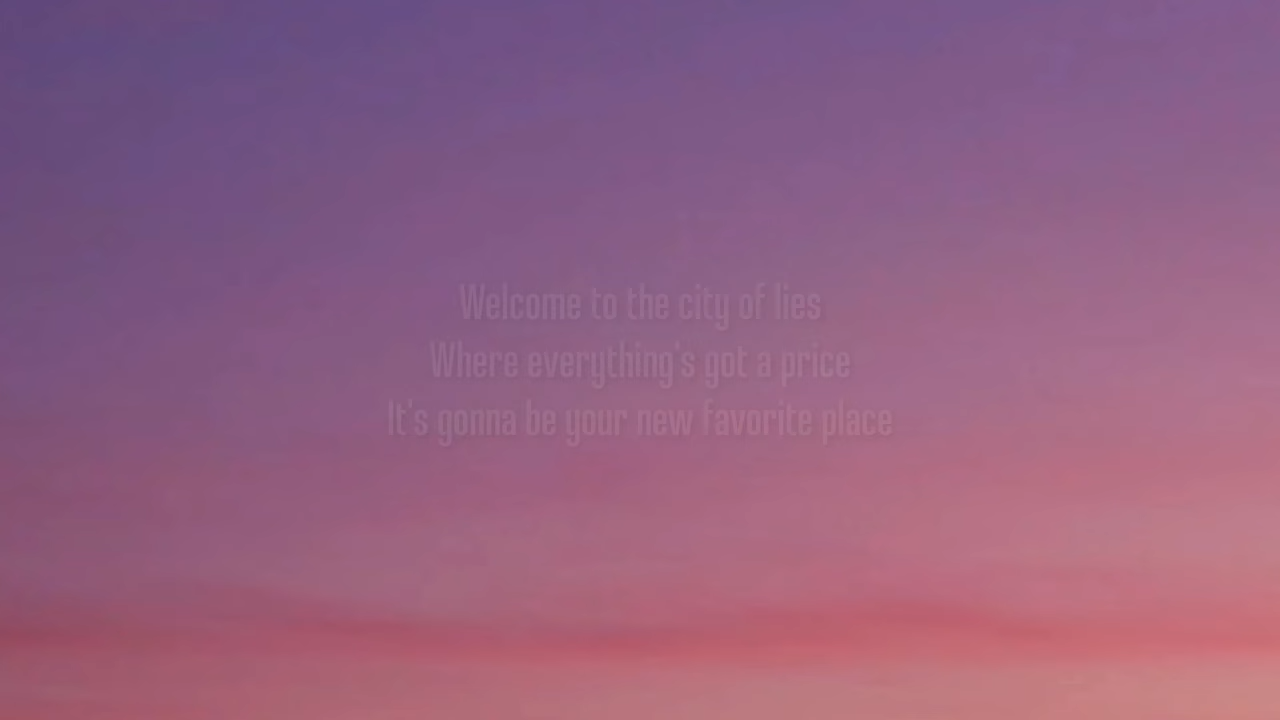 Welcome to the city of lies
Where everything's got a price
It's gonna be your new favorite place